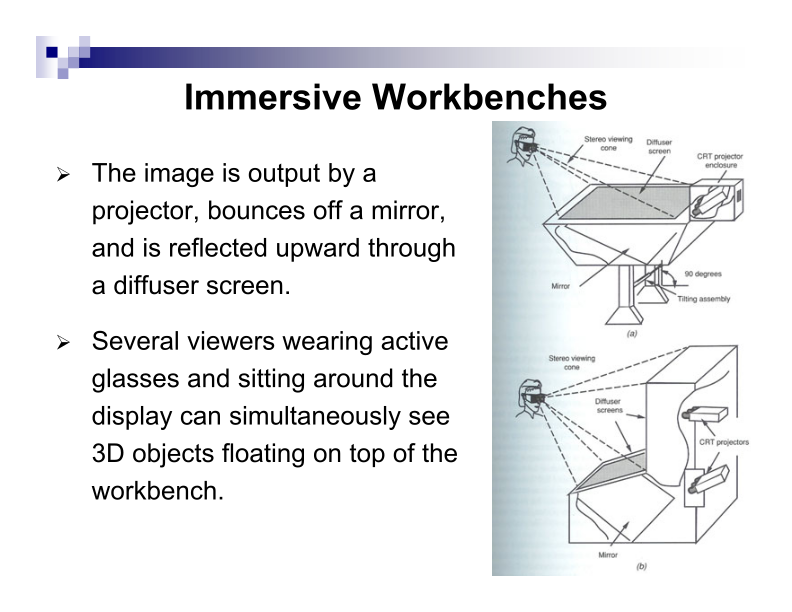 Immersive Workbenches
➢ The image is output by a
projector, bounces off a mirror,
and is reflected upward through
a diffuser screen.
➢ Several viewers wearing active
glasses and sitting around the
display can simultaneously see
3D objects floating on top of the
workbench.
Stereo viewing
cone
Diffuser
screen
CRT projector
enclosure
90 degrees
Mirror
Tilting assembly
(a)
Stereo viewing
cone
Diffuser
screens
CRT projectors
Mirror
(b)